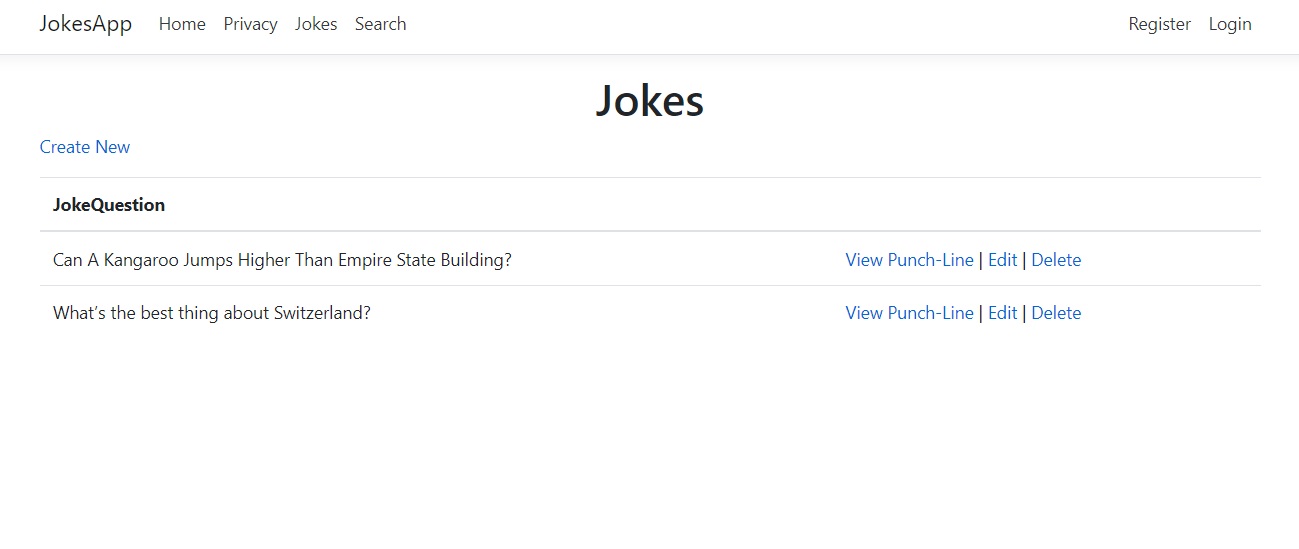 JokesApp Home Privacy Jokes Search Register Login
Jokes
Create New
JokeQuestion
Can A Kangaroo Jumps Higher Than Empire State Building? View Punch-Line | Edit | Delete
What’s the best thing about Switzerland? View Punch-Line | Edit | Delete